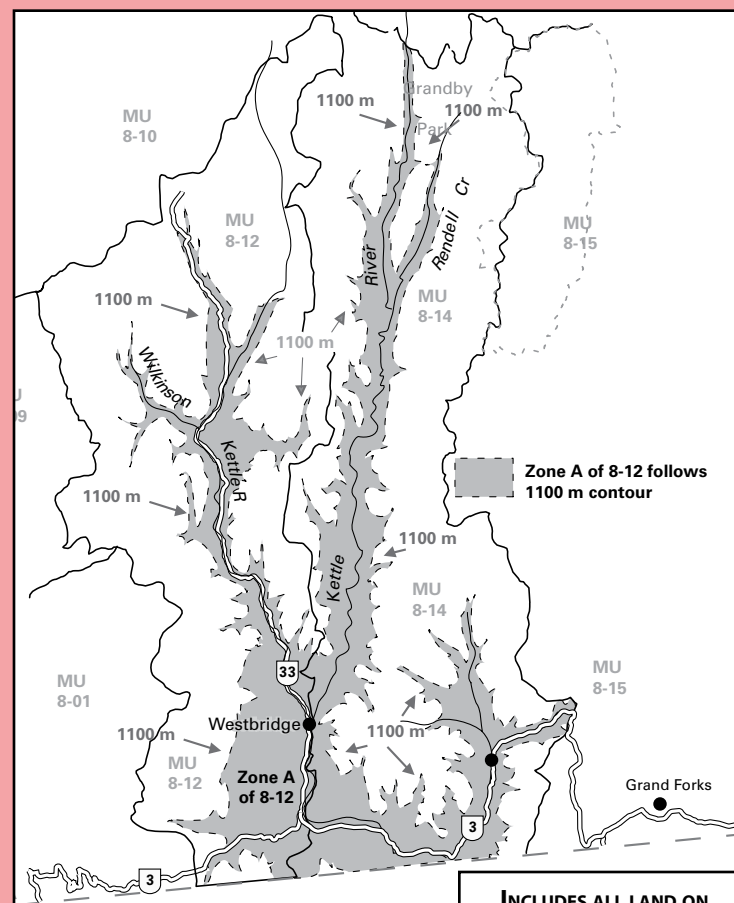 1100 m
Grandby
1100 m
Park
MU
8-10
MU
8-12
Rendell Cr
MU
8-15
River
1100 m
MU
8-14
1100 m
Wilkinson
Kettle R
Zone A of 8-12 follows
1100 m contour
1100 m
1100 m
Kettle
MU
8-14
33
MU
8-01
MU
8-15
Westbridge
1100 m
1100 m
MU
8-12
Zone A
of 8-12
Grand Forks
3
3
INCLUDES ALL LAND ON